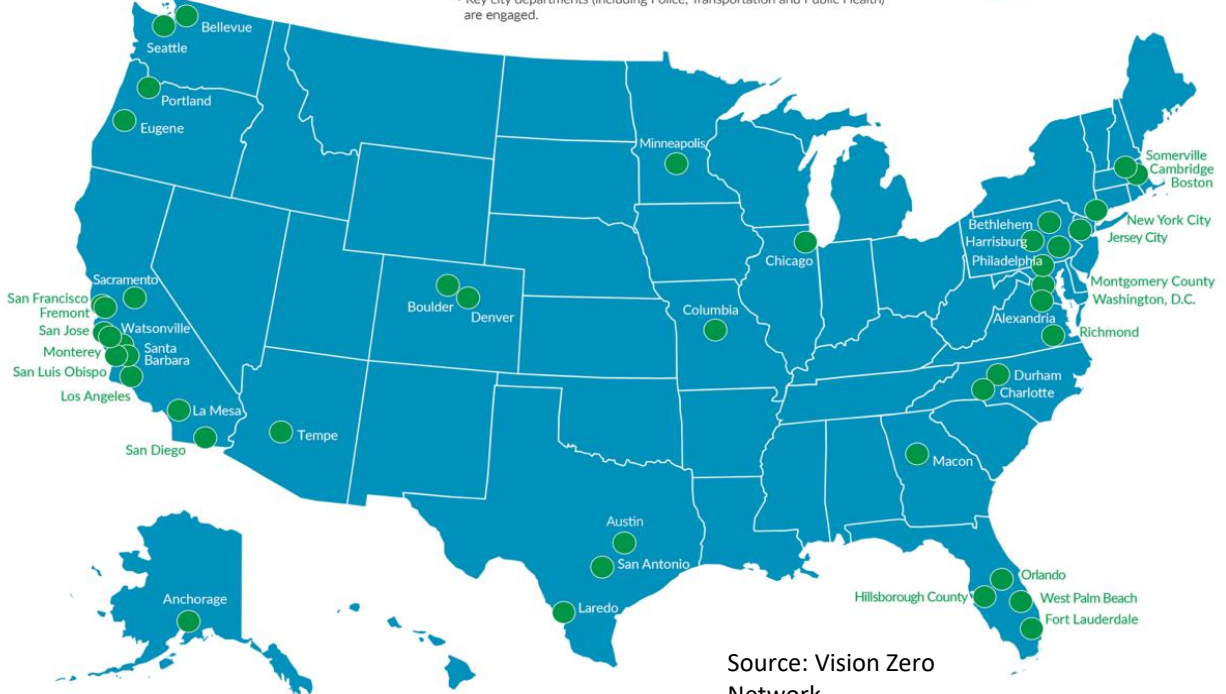 - Key city departments (including Police, Transportation and Public Health)
are engaged.
Bellevue
Seattle
Portland
Eugene
Minneapolis
Somerville
Cambridge
Boston
New York City
Bethlehem
Jersey City
Harrisburg
Philadelphia
Chicago
Montgomery County
Washington, D.C.
Alexandria
Richmond
Sacramento
San Francisco
Fremont
San Jose
Watsonville
Monterey
Santa
Barbara
San Luis Obispo
Los Angeles
La Mesa
San Diego
Boulder
Denver
Columbia
Durham
Charlotte
Tempe
Macon
Austin
San Antonio
Laredo
Anchorage
Orlando
Hillsborough County
West Palm Beach
Fort Lauderdale
Source: Vision Zero
Network